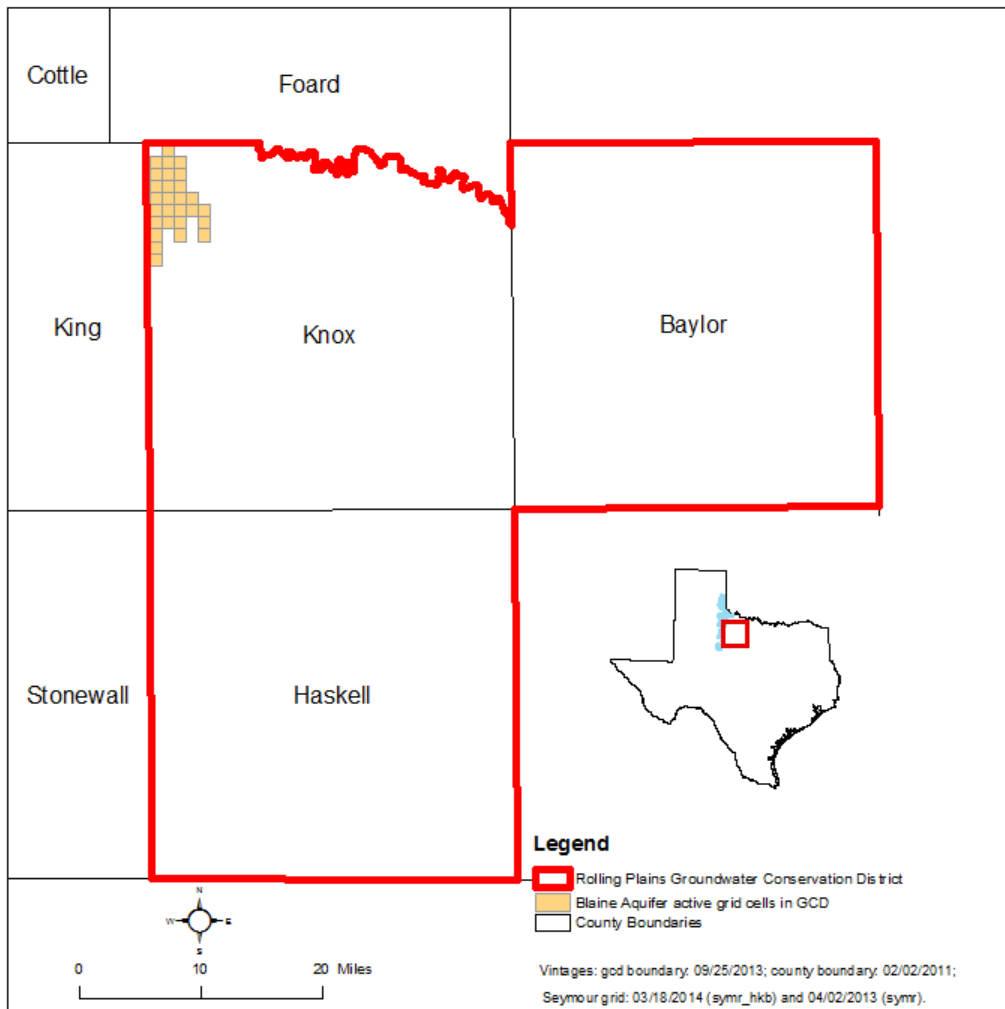 Cottle
Foard
King
Knox
Baylor
Stonewall
Haskell
Legend
Rolling Plains Groundwater Conservation District
Blaine Aquifer active grid cells in GCD
County Boundaries
N
W
E
S
0 10 20 Miles
Vintages: gcd boundary: 09/25/2013; county boundary: 02/02/2011;
Seymour grid: 03/18/2014 (symr_hkb) and 04/02/2013 (symr).